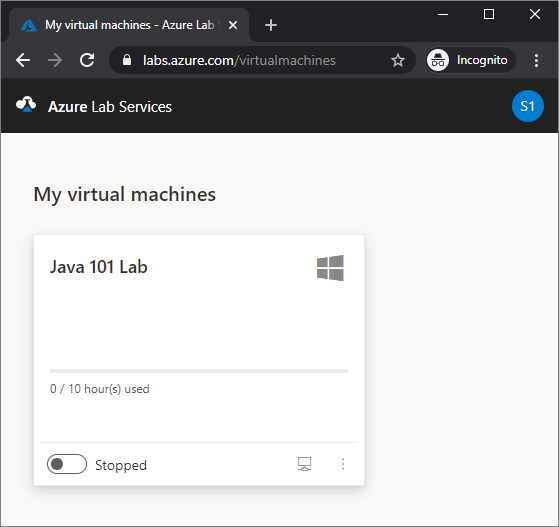 My virtual machines - Azure Lab S
labs.azure.com/virtualmachines
Incognito
Azure Lab Services
S1
My virtual machines
Java 101 Lab
0 / 10 hour(s) used
Stopped